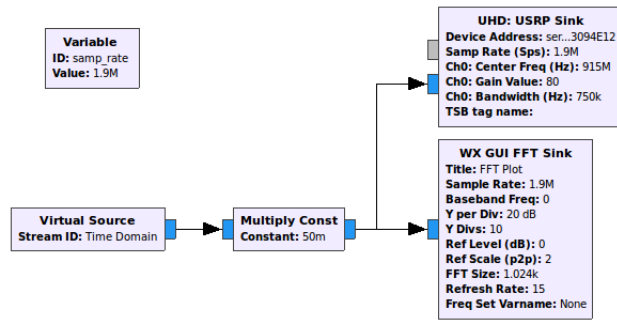 Variable
ID: samp_rate
Value: 1.9M
UHD: USRP Sink
Device Address: ser...3094E12
Samp Rate (Sps): 1.9M
Ch0: Center Freq (Hz): 915M
Ch0: Gain Value: 80
Ch0: Bandwidth (Hz): 750k
TSB tag name:
Virtual Source
Stream ID: Time Domain
Multiply Const
Constant: 50m
WX GUI FFT Sink
Title: FFT Plot
Sample Rate: 1.9M
Baseband Freq: 0
Y per Div: 20 dB
Y Divs: 10
Ref Level (dB): 0
Ref Scale (p2p): 2
FFT Size: 1.024k
Refresh Rate: 15
Freq Set Varname: None